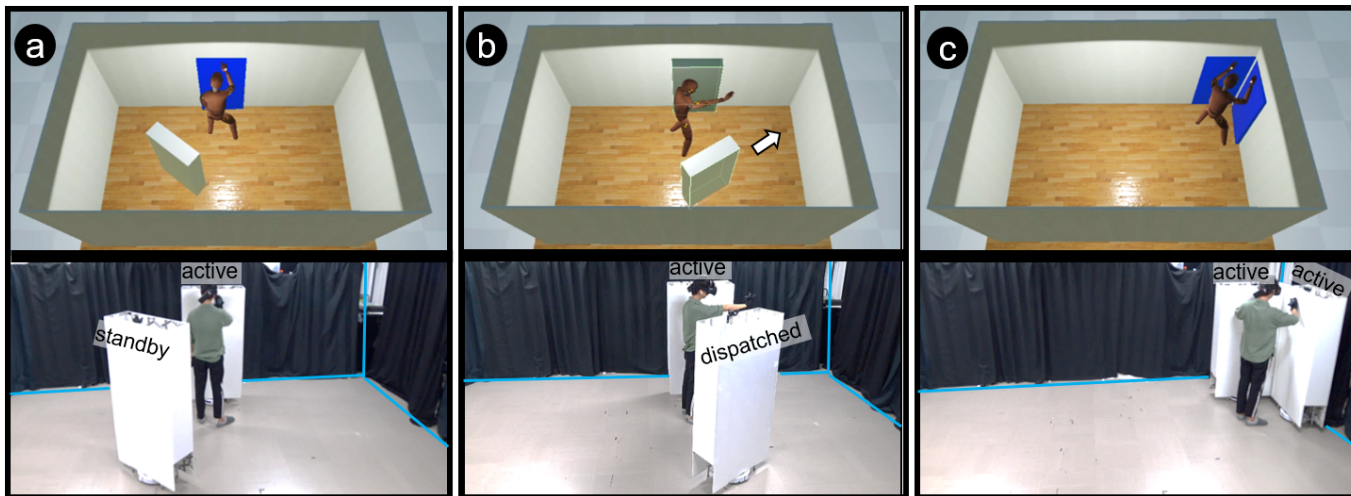 a
b
c
active
standby
active
dispatched
active
active